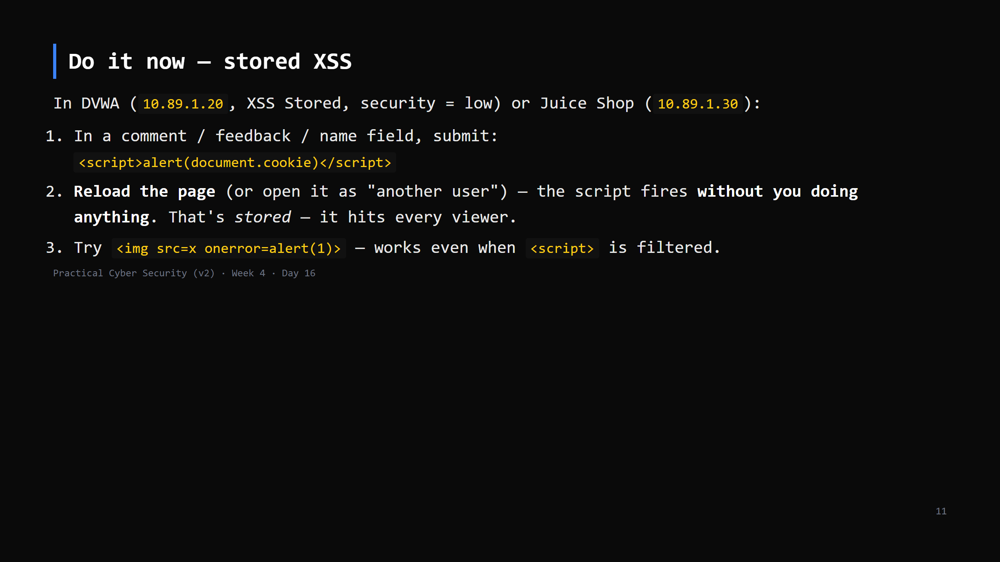 Do it now — stored XSS
In DVWA (10.89.1.20, XSS Stored, security = low) or Juice Shop (10.89.1.30):
1. In a comment / feedback / name field, submit:
<script>alert(document.cookie)</script>
2. Reload the page (or open it as "another user") — the script fires without you doing
anything. That's stored — it hits every viewer.
3. Try <img src=x onerror=alert(1)> — works even when <script> is filtered.
Practical Cyber Security (v2) · Week 4 · Day 16
11